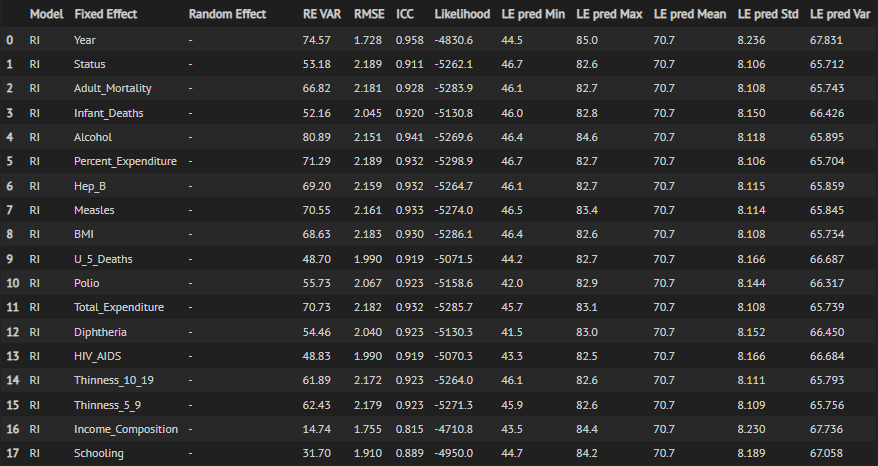 Model Fixed Effect Random Effect RE VAR RMSE ICC Likelihood LE pred Min LE pred Max LE pred Mean LE pred Std LE pred Var
0 RI Year - 74.57 1.728 0.958 -4830.6 44.5 85.0 70.7 8.236 67.831
1 RI Status - 53.18 2.189 0.911 -5262.1 46.7 82.6 70.7 8.106 65.712
2 RI Adult_Mortality - 66.82 2.181 0.928 -5283.9 46.1 82.7 70.7 8.108 65.743
3 RI Infant_Deaths - 52.16 2.045 0.920 -5130.8 46.0 82.8 70.7 8.150 66.426
4 RI Alcohol - 80.89 2.151 0.941 -5269.6 46.4 84.6 70.7 8.118 65.895
5 RI Percent_Expenditure - 71.29 2.189 0.932 -5298.9 46.7 82.7 70.7 8.106 65.704
6 RI Hep_B - 69.20 2.159 0.932 -5264.7 46.1 82.7 70.7 8.115 65.859
7 RI Measles - 70.55 2.161 0.933 -5274.0 46.5 83.4 70.7 8.114 65.845
8 RI BMI - 68.63 2.183 0.930 -5286.1 46.4 82.6 70.7 8.108 65.734
9 RI U_5_Deaths - 48.70 1.990 0.919 -5071.5 44.2 82.7 70.7 8.166 66.687
10 RI Polio - 55.73 2.067 0.923 -5158.6 42.0 82.9 70.7 8.144 66.317
11 RI Total_Expenditure - 70.73 2.182 0.932 -5285.7 45.7 83.1 70.7 8.108 65.739
12 RI Diphtheria - 54.46 2.040 0.923 -5130.3 41.5 83.0 70.7 8.152 66.450
13 RI HIV_AIDS - 48.83 1.990 0.919 -5070.3 43.3 82.5 70.7 8.166 66.684
14 RI Thinness_10_19 - 61.89 2.172 0.923 -5264.0 46.1 82.6 70.7 8.111 65.793
15 RI Thinness_5_9 - 62.43 2.179 0.923 -5271.3 45.9 82.6 70.7 8.109 65.756
16 RI Income_Composition - 14.74 1.755 0.815 -4710.8 43.5 84.4 70.7 8.230 67.736
17 RI Schooling - 31.70 1.910 0.889 -4950.0 44.7 84.2 70.7 8.189 67.058